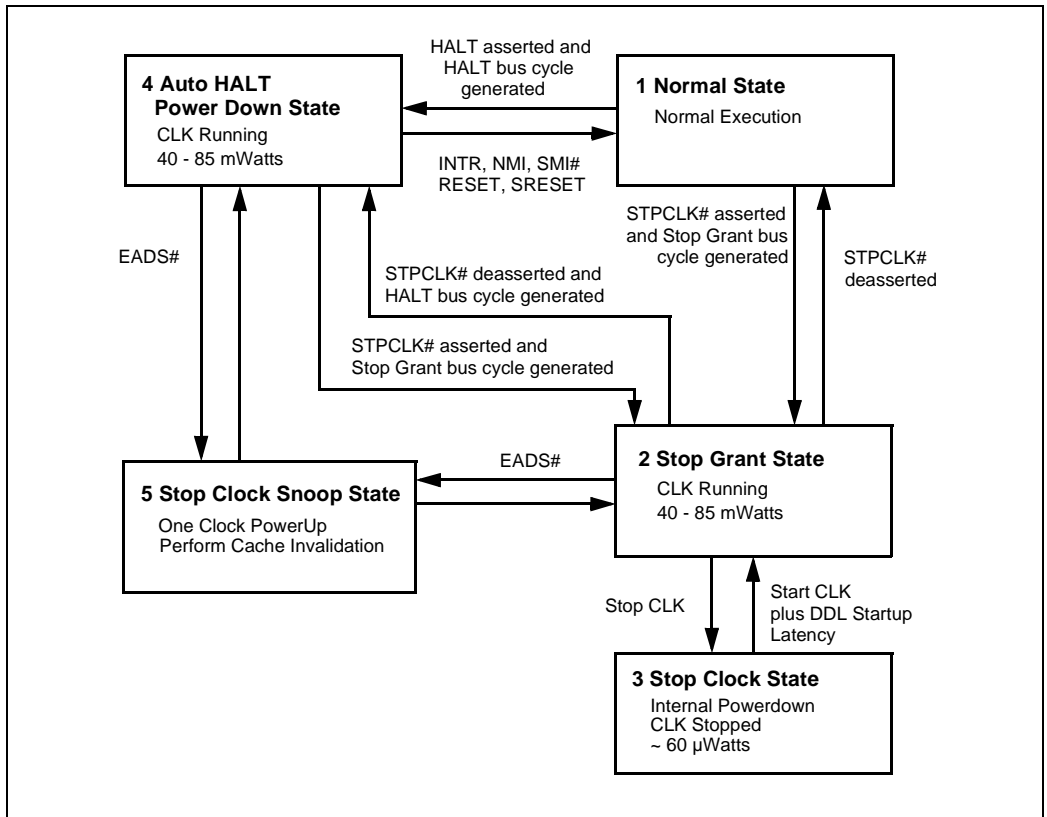 HALT asserted and
HALT bus cycle
generated
4 Auto HALT
Power Down State
CLK Running
40 - 85 mWatts
1 Normal State
Normal Execution
INTR, NMI, SMI#
RESET, SRESET
STPCLK# asserted
and Stop Grant bus
cycle generated
STPCLK#
deasserted
EADS#
STPCLK# deasserted and
HALT bus cycle generated
STPCLK# asserted and
Stop Grant bus cycle generated
EADS#
2 Stop Grant State
CLK Running
40 - 85 mWatts
5 Stop Clock Snoop State
One Clock PowerUp
Perform Cache Invalidation
Stop CLK
Start CLK
plus DDL Startup
Latency
3 Stop Clock State
Internal Powerdown
CLK Stopped
~ 60 µWatts